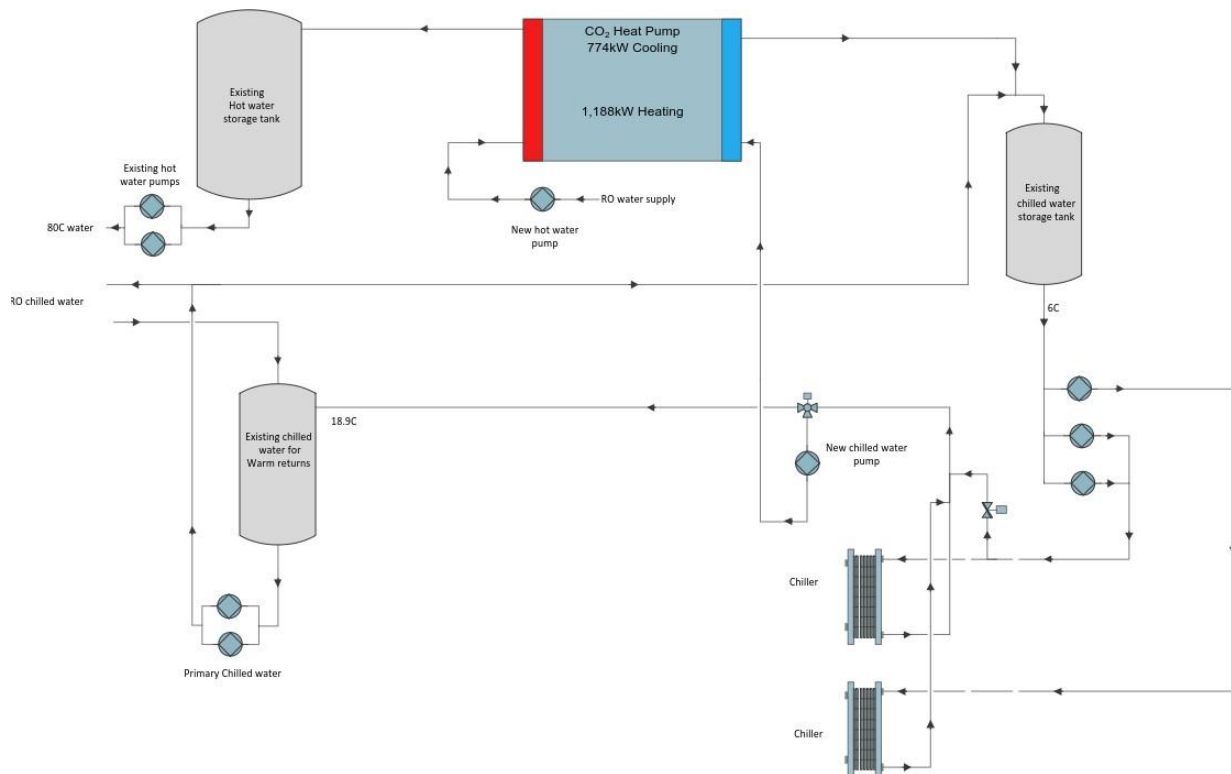 CO₂ Heat Pump
774kW Cooling
1,188kW Heating
Existing
Hot water
storage tank
Existing hot
water pumps
80C water
RO water supply
New hot water
pump
Existing
chilled water
storage tank
6C
RO chilled water
Existing chilled
water for
Warm returns
18.9C
New chilled water
pump
Chiller
Primary Chilled water
Chiller